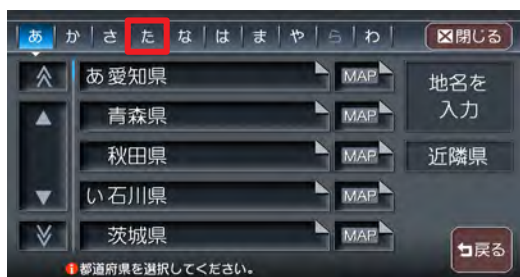 あ か さ た な は ま や ら わ ×閉じる
あ 愛知県 MAP
青森県 MAP
秋田県 MAP
い 石川県 MAP
茨城県 MAP
地名を
入力
近隣県
戻る
都道府県を選択してください。